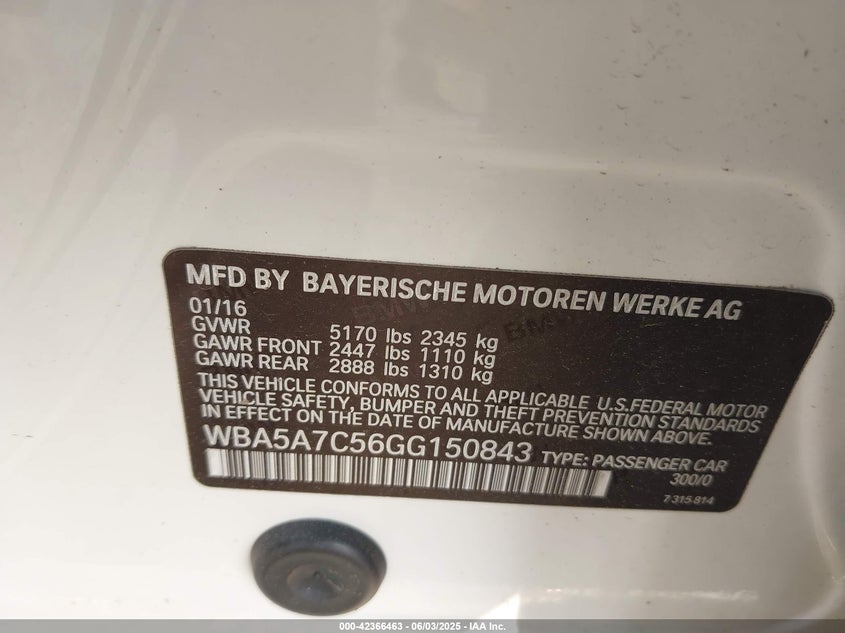 MFD BY BAYERISCHE MOTOREN WERKE AG
01/16
GVWR 5170 lbs 2345 kg
GAWR FRONT 2447 lbs 1110 kg
GAWR REAR 2888 lbs 1310 kg
THIS VEHICLE CONFORMS TO ALL APPLICABLE U.S.FEDERAL MOTOR
VEHICLE SAFETY, BUMPER AND THEFT PREVENTION STANDARDS
IN EFFECT ON THE DATE OF MANUFACTURE SHOWN ABOVE.
WBA5A7C56GG150843 TYPE: PASSENGER CAR
300/0
7 315 814
000-42366463 - 06/03/2025 - IAA Inc.